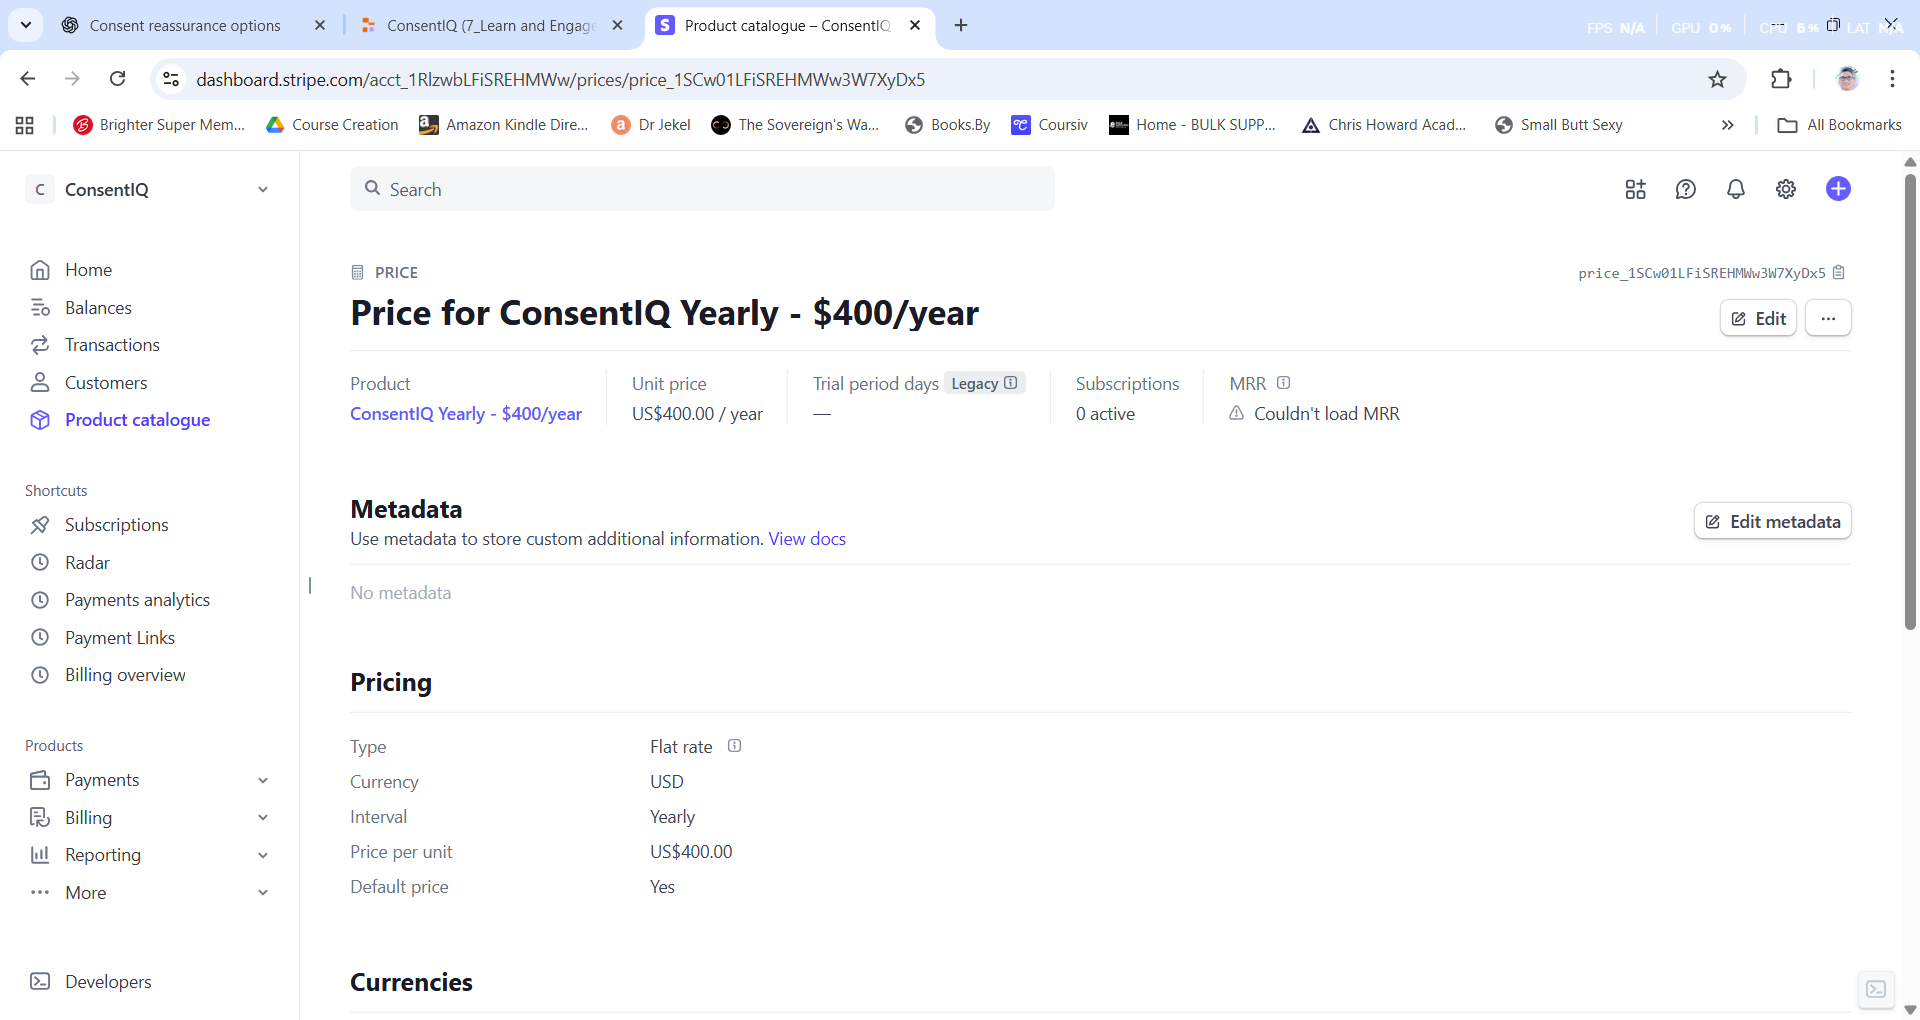 Consent reassurance options
ConsentIQ (7_Learn and Engage
Product catalogue – ConsentIQ
FPS N/A GPU 0% CPU 6% LAT N/A
dashboard.stripe.com/acct_1RlzwbLFiSREHMWw/prices/price_1SCw01LFiSREHMWw3W7XyDx5
Brighter Super Mem...
Course Creation
Amazon Kindle Dire...
Dr Jekel
The Sovereign's Wa...
Books.By
Coursiv
Home - BULK SUPP...
Chris Howard Acad...
Small Butt Sexy
All Bookmarks
C ConsentIQ
Search
Home
Balances
Transactions
Customers
Product catalogue
Shortcuts
Subscriptions
Radar
Payments analytics
Payment Links
Billing overview
Products
Payments
Billing
Reporting
More
Developers
PRICE
price_1SCw01LFiSREHMWw3W7XyDx5
Price for ConsentIQ Yearly - $400/year
Edit
Product
ConsentIQ Yearly - $400/year
Unit price
US$400.00 / year
Trial period days Legacy
—
Subscriptions
0 active
MRR
Couldn't load MRR
Metadata
Use metadata to store custom additional information. View docs
Edit metadata
No metadata
Pricing
Type Flat rate
Currency USD
Interval Yearly
Price per unit US$400.00
Default price Yes
Currencies